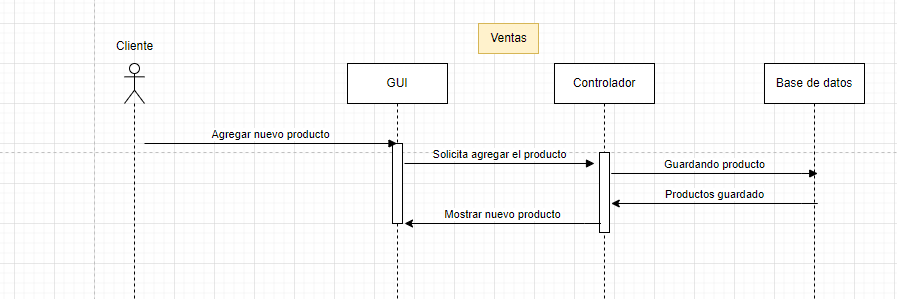 Ventas
Cliente
GUI
Controlador
Base de datos
Agregar nuevo producto
Solicita agregar el producto
Guardando producto
Productos guardado
Mostrar nuevo producto